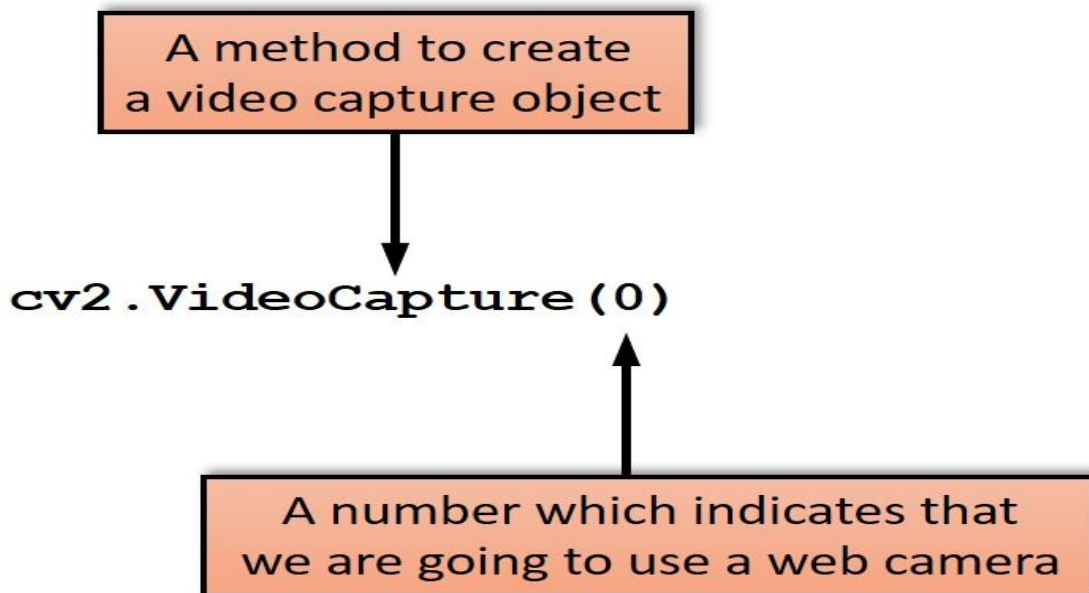 A method to create
a video capture object
cv2.VideoCapture(0)
A number which indicates that
we are going to use a web camera